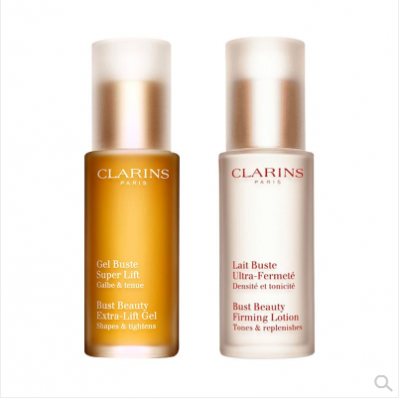 CLARINS
PARIS
Gel Buste
Super Lift
Galbe & tenue
Bust Beauty
Extra-Lift Gel
Shapes & tightens
CLARINS
PARIS
Lait Buste
Ultra-Fermeté
Densité et tonicité
Bust Beauty
Firming Lotion
Tones & replenishes